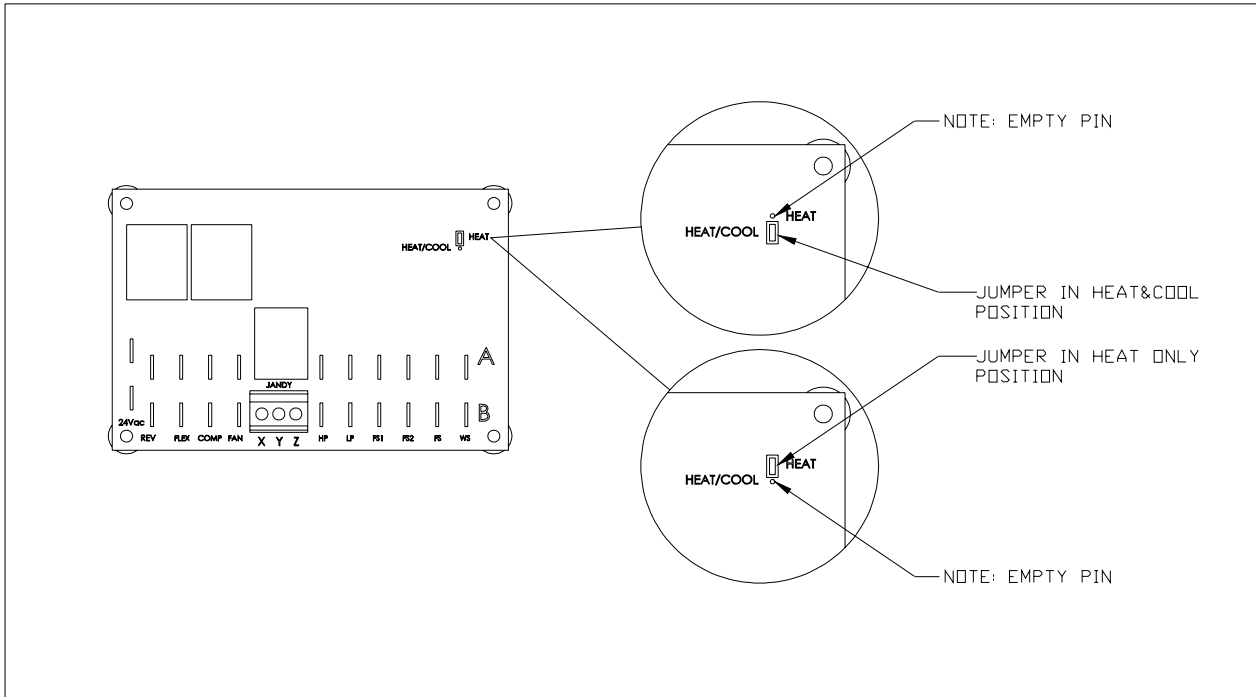 HEAT
HEAT/COOL
A
JANDY
B
24Vac
REV FLEX COMP FAN X Y Z HP LP FS1 FS2 FS WS
NOTE: EMPTY PIN
HEAT
HEAT/COOL
JUMPER IN HEAT&COOL
POSITION
JUMPER IN HEAT ONLY
POSITION
HEAT
HEAT/COOL
NOTE: EMPTY PIN